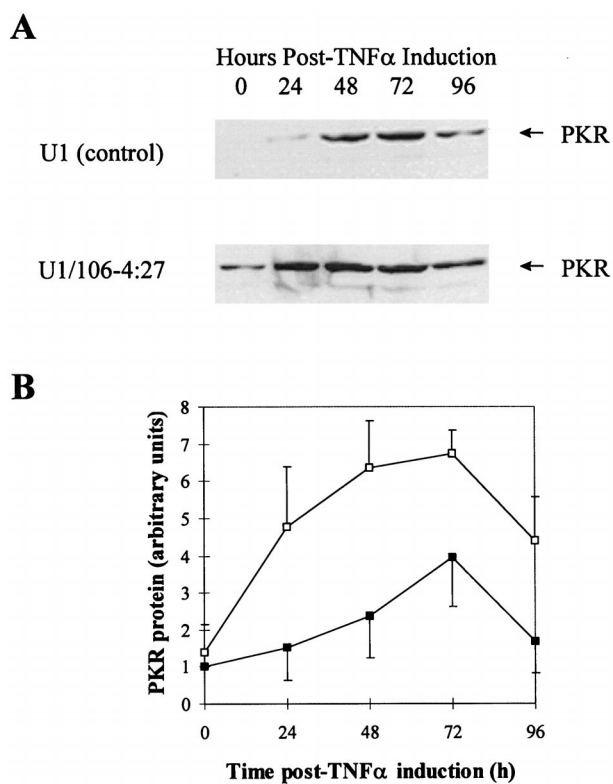 A
Hours Post-TNFα Induction
0 24 48 72 96
U1 (control)
← PKR
U1/106-4:27
← PKR
B
PKR protein (arbitrary units)
8
7
6
5
4
3
2
1
0
0 24 48 72 96
Time post-TNFα induction (h)